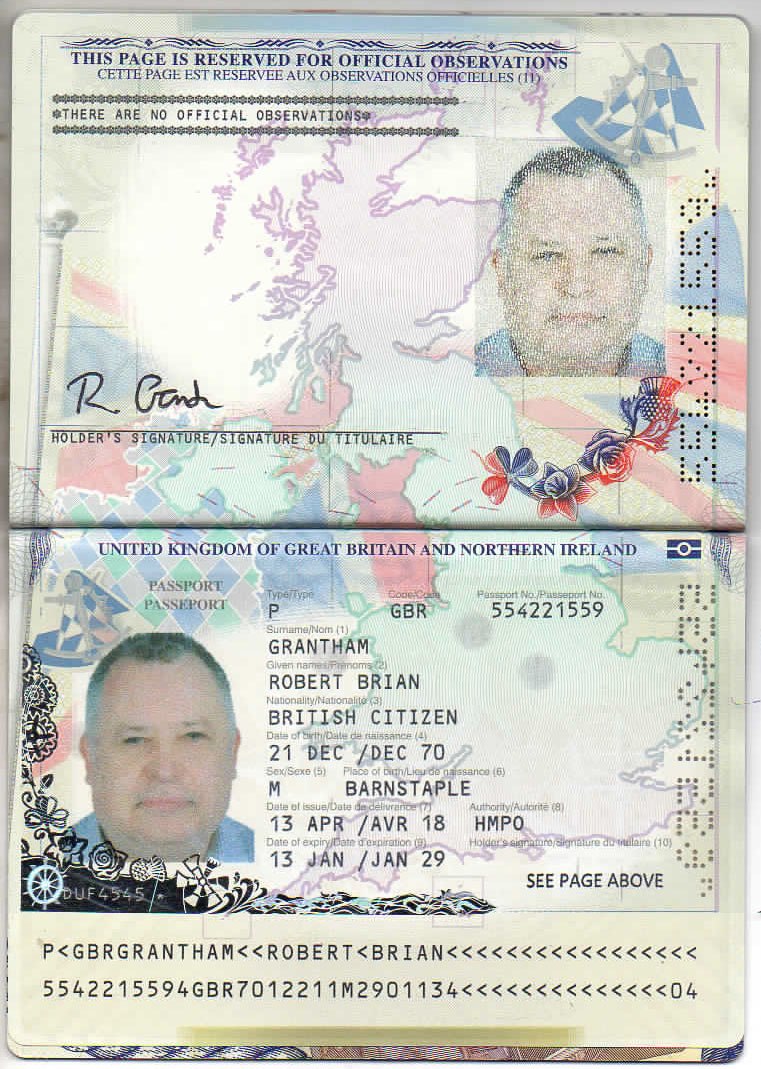 THIS PAGE IS RESERVED FOR OFFICIAL OBSERVATIONS
CETTE PAGE EST RESERVEE AUX OBSERVATIONS OFFICIELLES (11)
*THERE ARE NO OFFICIAL OBSERVATIONS*
R Granth
HOLDER'S SIGNATURE/SIGNATURE DU TITULAIRE
UNITED KINGDOM OF GREAT BRITAIN AND NORTHERN IRELAND
PASSPORT
PASSEPORT
Type/Type Code/Code Passport No./Passeport No.
P GBR 554221559
Surname/Nom (1)
GRANTHAM
Given names/Prénoms (2)
ROBERT BRIAN
Nationality/Nationalité (3)
BRITISH CITIZEN
Date of birth/Date de naissance (4)
21 DEC /DEC 70
Sex/Sexe (5) Place of birth/Lieu de naissance (6)
M BARNSTAPLE
Date of issue/Date de délivrance (7) Authority/Autorité (8)
13 APR /AVR 18 HMPO
Date of expiry/Date d'expiration (9) Holder's signature/Signature du titulaire (10)
13 JAN /JAN 29
SEE PAGE ABOVE
DUF4545
P<GBRGRANTHAM<<ROBERT<BRIAN<<<<<<<<<<<<<<<<<
5542215594GBR7012211M2901134<<<<<<<<<<<<<<04